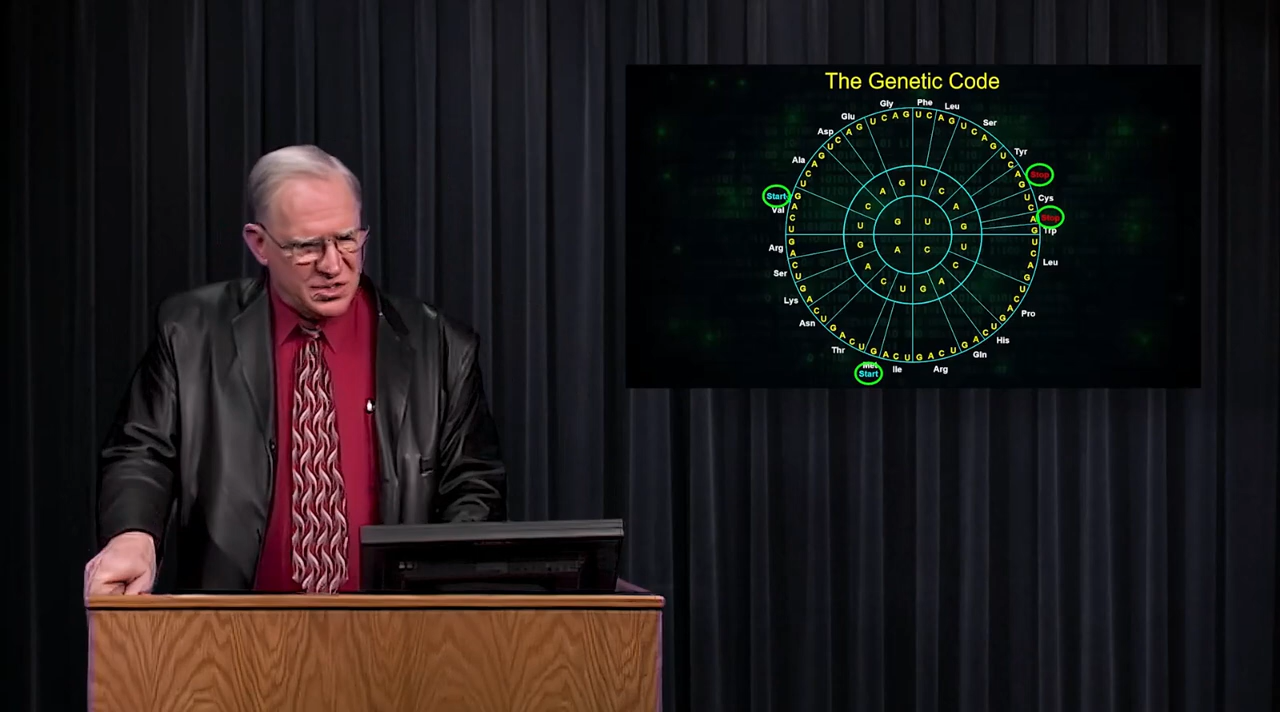 The Genetic Code
Phe
Leu
Ser
Tyr
Stop
Cys
Stop
Trp
Leu
Pro
His
Gln
Arg
Ile
Met
Start
Thr
Asn
Lys
Ser
Arg
Val
Start
Ala
Asp
Glu
Gly
U C A G U C A G U C A G U C A G
U C A G U C A G U C A G U C A G
U C A G U C A G U C A G U C A G
U C A G U C A G U C A G U C A G
U C A G
U C A G
U C A G
U C A G
G U
A C